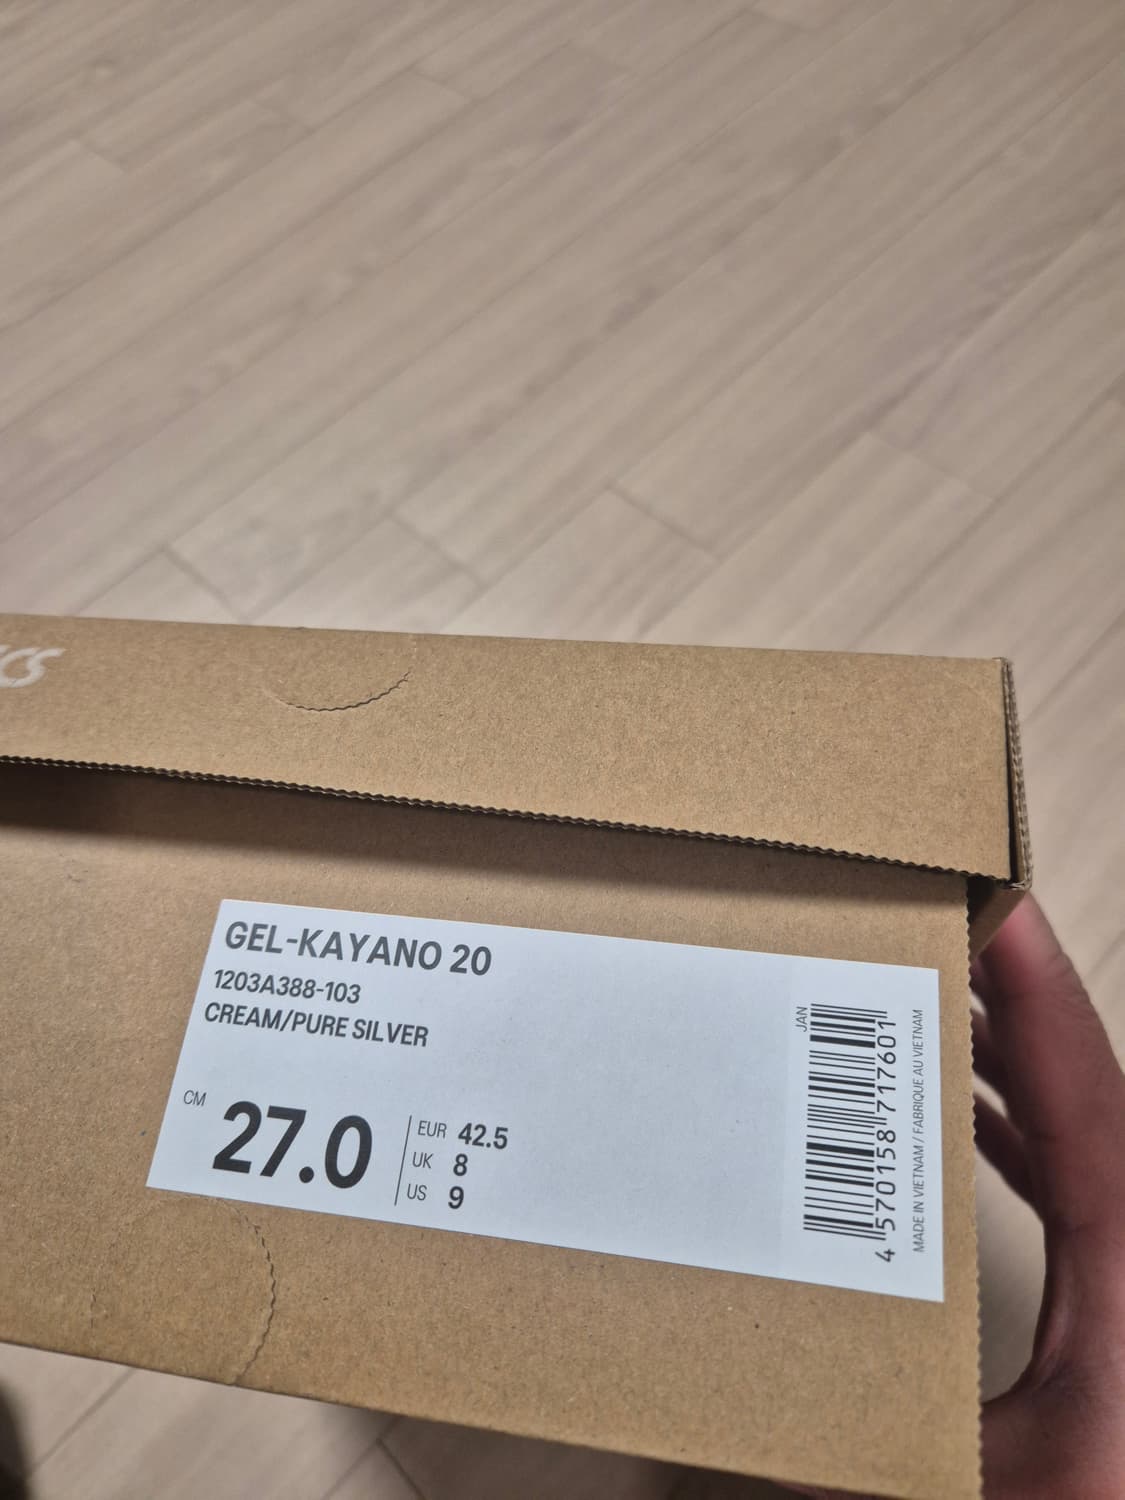 GEL-KAYANO 20
1203A388-103
CREAM/PURE SILVER
CM 27.0
EUR 42.5
UK 8
US 9
JAN
4 570158 717601
MADE IN VIETNAM / FABRIQUE AU VIETNAM